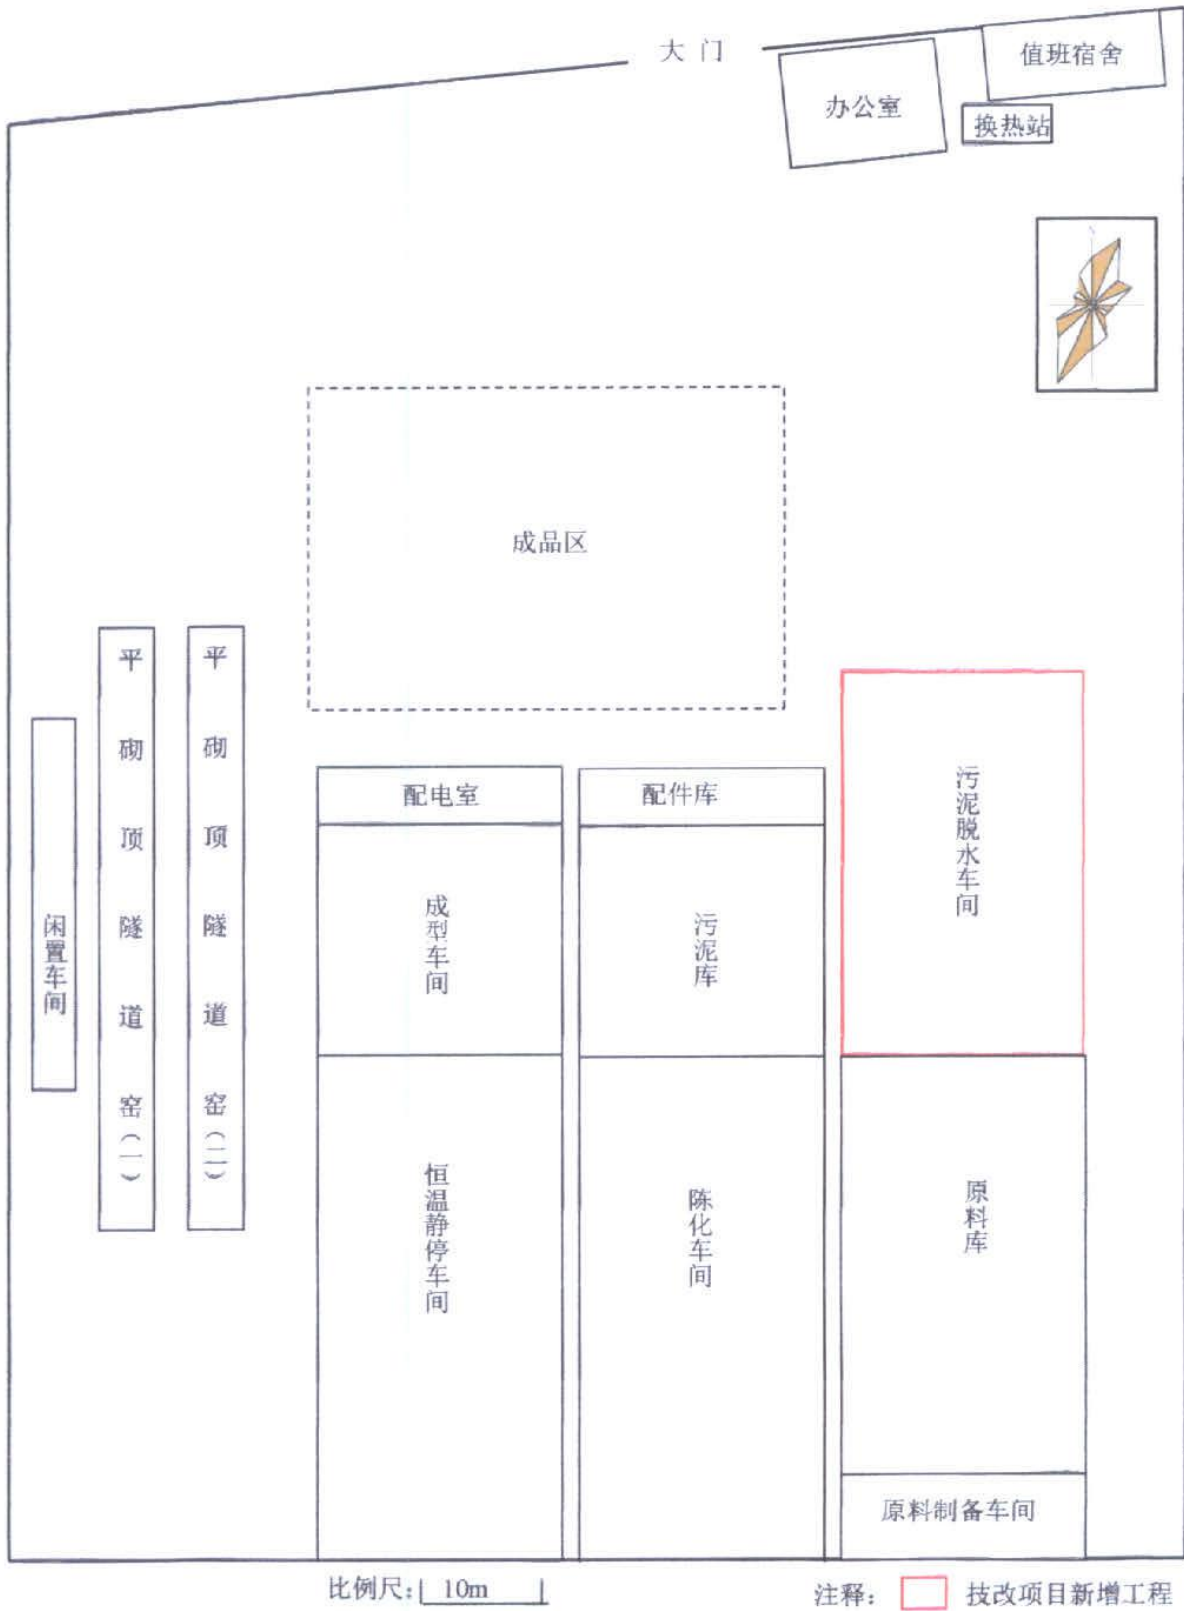 大 门
值班宿舍
办公室
换热站
N
成品区
平砌顶隧道窑(一)
平砌顶隧道窑(二)
闲置车间
配电室
配件库
污泥脱水车间
成型车间
污泥库
恒温静停车间
陈化车间
原料库
原料制备车间
比例尺: 10m
注释: 技改项目新增工程